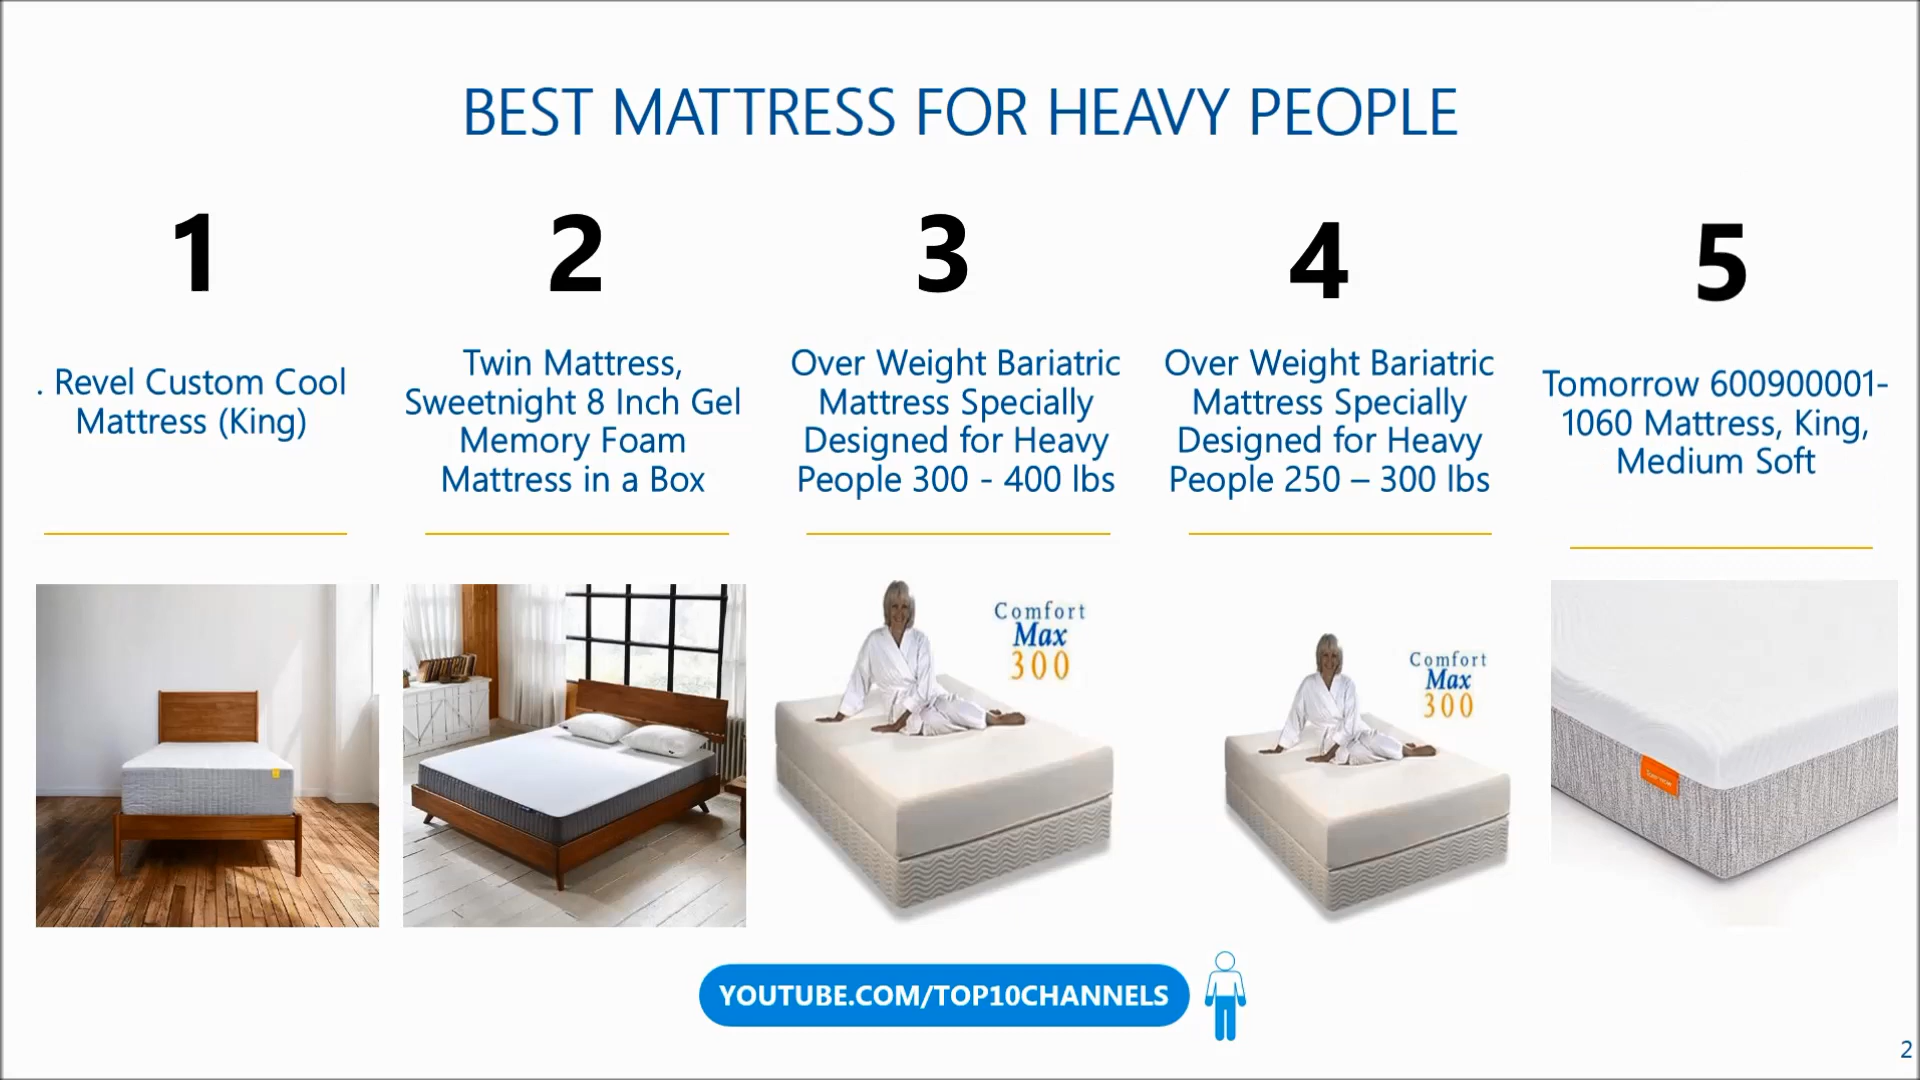 BEST MATTRESS FOR HEAVY PEOPLE
1
. Revel Custom Cool
Mattress (King)
2
Twin Mattress,
Sweetnight 8 Inch Gel
Memory Foam
Mattress in a Box
3
Over Weight Bariatric
Mattress Specially
Designed for Heavy
People 300 - 400 lbs
4
Over Weight Bariatric
Mattress Specially
Designed for Heavy
People 250 – 300 lbs
5
Tomorrow 600900001-
1060 Mattress, King,
Medium Soft
Comfort
Max
300
Comfort
Max
300
YOUTUBE.COM/TOP10CHANNELS
2